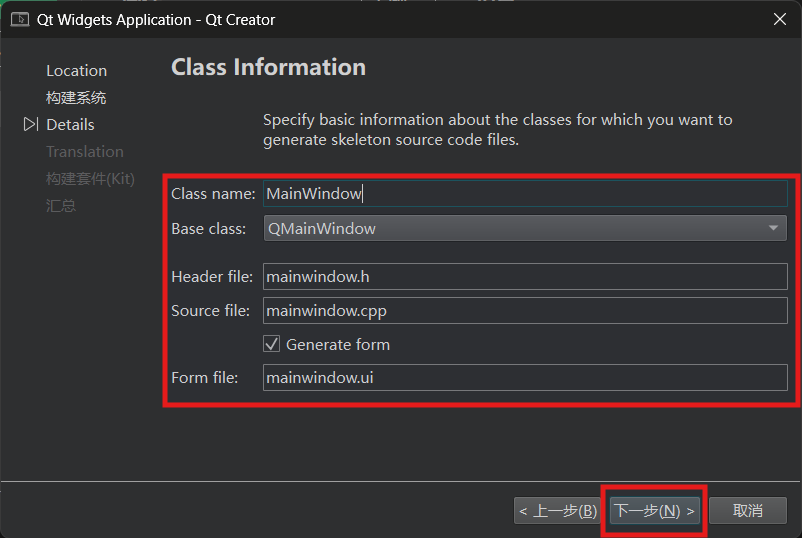 Qt Widgets Application - Qt Creator
Location
构建系统
Details
Translation
构建套件(Kit)
汇总
Class Information
Specify basic information about the classes for which you want to
generate skeleton source code files.
Class name: MainWindow
Base class: QMainWindow
Header file: mainwindow.h
Source file: mainwindow.cpp
Generate form
Form file: mainwindow.ui
< 上一步(B) 下一步(N) > 取消